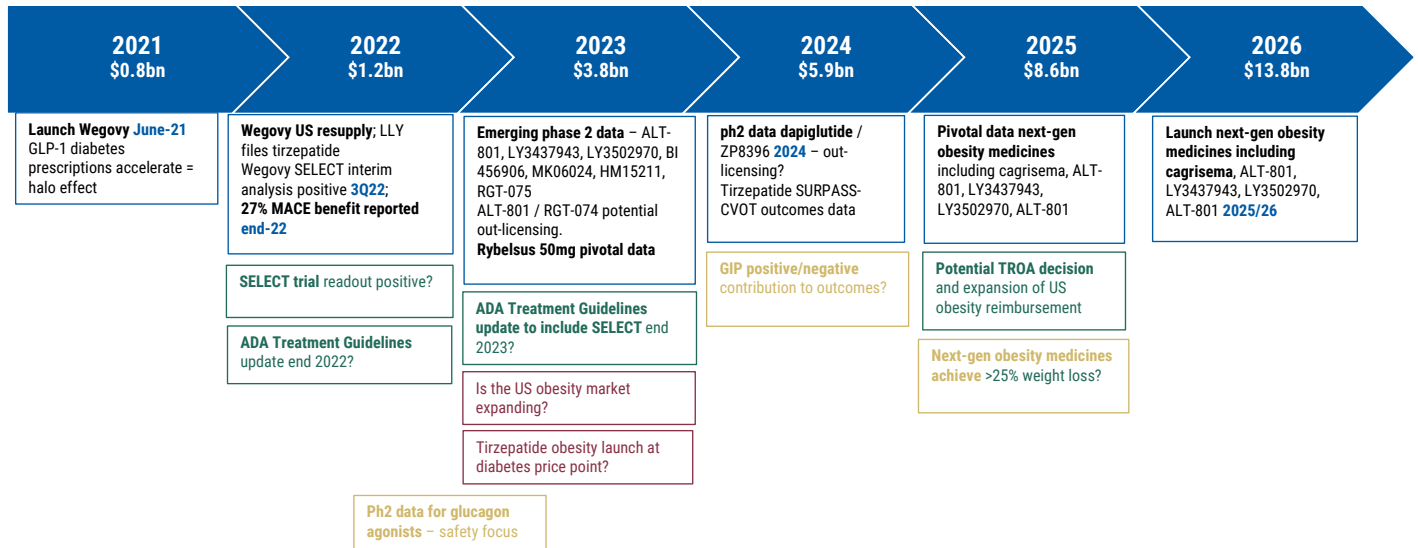 2021
$0.8bn
2022
$1.2bn
2023
$3.8bn
2024
$5.9bn
2025
$8.6bn
2026
$13.8bn
Launch Wegovy June-21
GLP-1 diabetes
prescriptions accelerate =
halo effect
Wegovy US resupply; LLY
files tirzepatide
Wegovy SELECT interim
analysis positive 3Q22;
27% MACE benefit reported
end-22
SELECT trial readout positive?
ADA Treatment Guidelines
update end 2022?
Emerging phase 2 data – ALT-
801, LY3437943, LY3502970, BI
456906, MK06024, HM15211,
RGT-075
ALT-801 / RGT-074 potential
out-licensing.
Rybelsus 50mg pivotal data
ADA Treatment Guidelines
update to include SELECT end
2023?
Is the US obesity market
expanding?
Tirzepatide obesity launch at
diabetes price point?
Ph2 data for glucagon
agonists – safety focus
ph2 data dapiglutide /
ZP8396 2024 – out-
licensing?
Tirzepatide SURPASS-
CVOT outcomes data
GIP positive/negative
contribution to outcomes?
Pivotal data next-gen
obesity medicines
including cagrisema, ALT-
801, LY3437943,
LY3502970, ALT-801
Potential TROA decision
and expansion of US
obesity reimbursement
Next-gen obesity medicines
achieve >25% weight loss?
Launch next-gen obesity
medicines including
cagrisema, ALT-801,
LY3437943, LY3502970,
ALT-801 2025/26